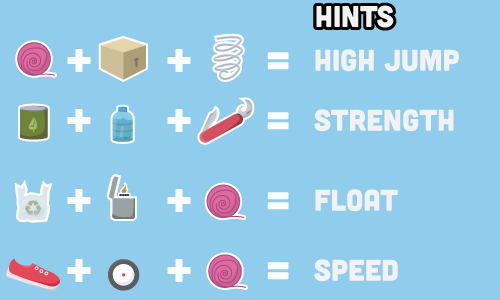 HINTS
+ + = HIGH JUMP
+ + = STRENGTH
+ + = FLOAT
+ + = SPEED